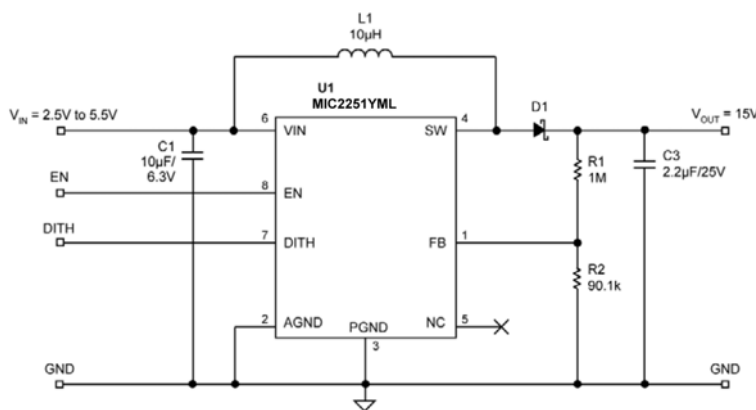 L1
10µH
U1
MIC2251YML
V_IN = 2.5V to 5.5V
6
VIN
SW
4
D1
V_OUT = 15V
C1
10µF/
6.3V
R1
1M
C3
2.2µF/25V
EN
8
EN
DITH
7
DITH
FB
1
R2
90.1k
2
AGND
PGND
NC
5
3
GND
GND